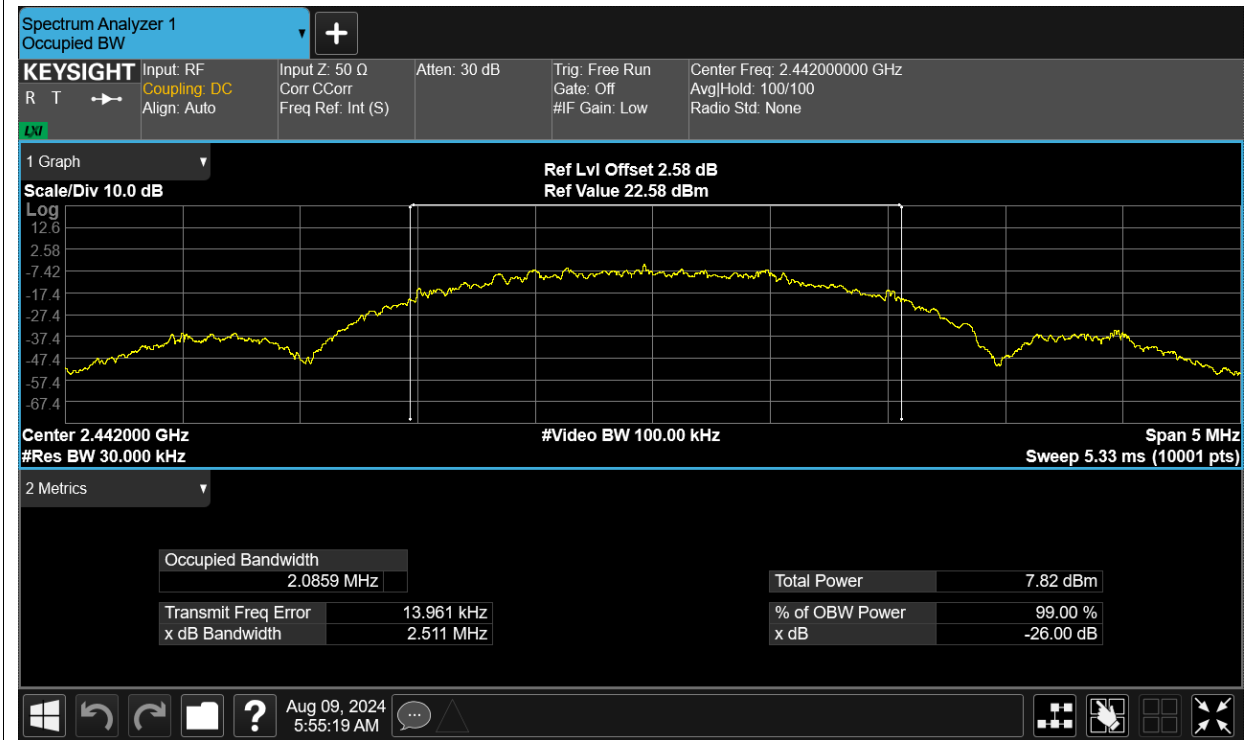 Spectrum Analyzer 1
Occupied BW
KEYSIGHT
R T
LXI
Input: RF
Coupling: DC
Align: Auto
Input Z: 50 Ω
Corr CCorr
Freq Ref: Int (S)
Atten: 30 dB
Trig: Free Run
Gate: Off
#IF Gain: Low
Center Freq: 2.442000000 GHz
Avg|Hold: 100/100
Radio Std: None
1 Graph
Scale/Div 10.0 dB
Ref Lvl Offset 2.58 dB
Ref Value 22.58 dBm
Log
12.6
2.58
-7.42
-17.4
-27.4
-37.4
-47.4
-57.4
-67.4
Center 2.442000 GHz
#Res BW 30.000 kHz
#Video BW 100.00 kHz
Span 5 MHz
Sweep 5.33 ms (10001 pts)
2 Metrics
Occupied Bandwidth
2.0859 MHz
Transmit Freq Error 13.961 kHz
x dB Bandwidth 2.511 MHz
Total Power 7.82 dBm
% of OBW Power 99.00 %
x dB -26.00 dB
?
Aug 09, 2024
5:55:19 AM